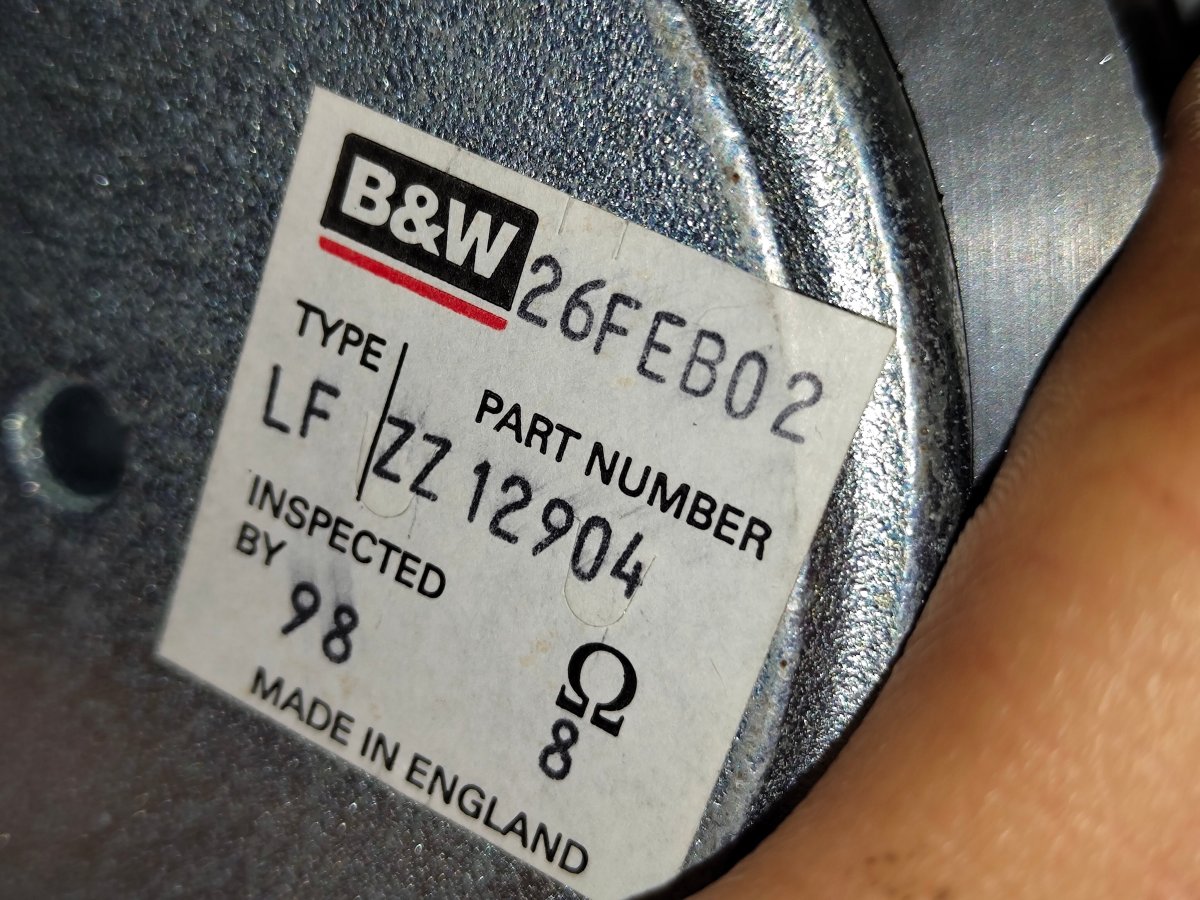 B&W 26FEB02
TYPE PART NUMBER
LF ZZ 12904
INSPECTED
BY 98
Ω
8
MADE IN ENGLAND